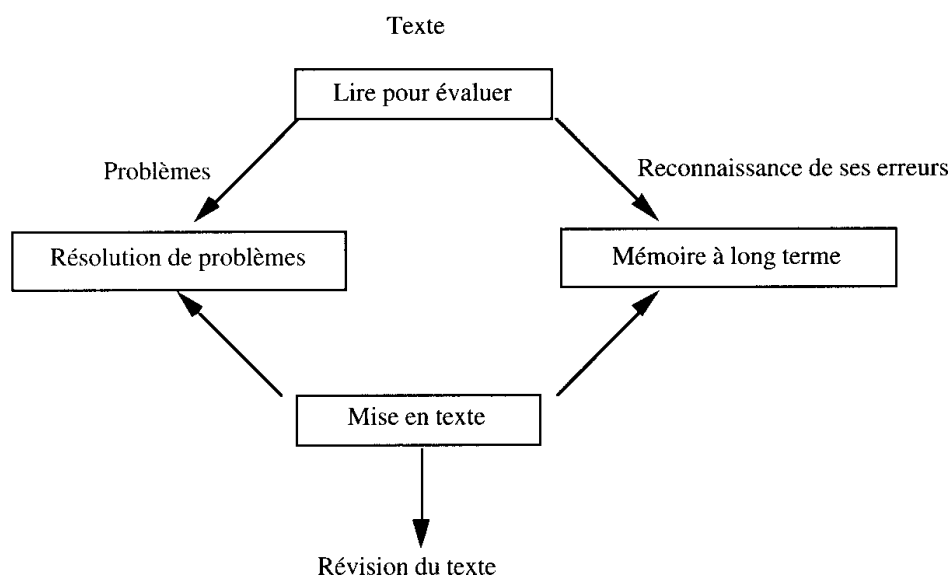 Texte
Lire pour évaluer
Problèmes
Reconnaissance de ses erreurs
Résolution de problèmes
Mémoire à long terme
Mise en texte
Révision du texte